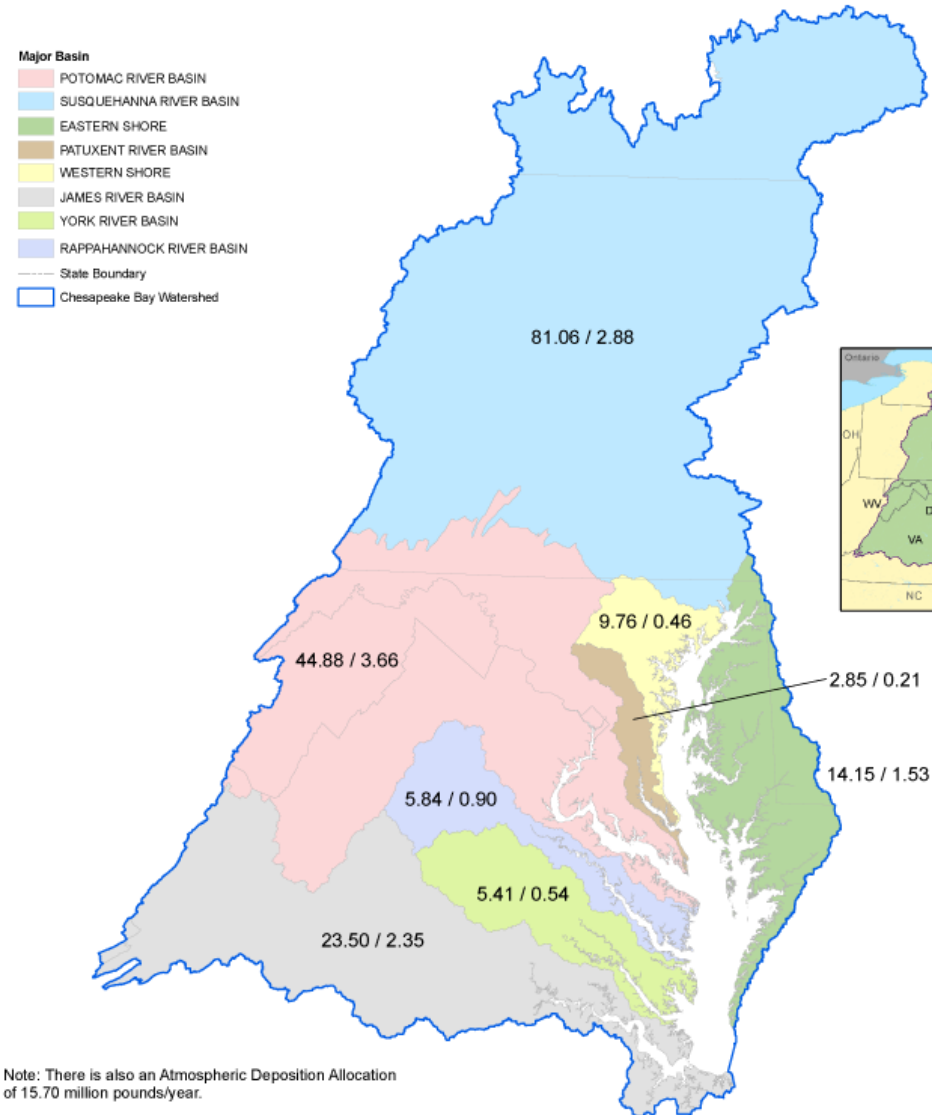 Major Basin
POTOMAC RIVER BASIN
SUSQUEHANNA RIVER BASIN
EASTERN SHORE
PATUXENT RIVER BASIN
WESTERN SHORE
JAMES RIVER BASIN
YORK RIVER BASIN
RAPPAHANNOCK RIVER BASIN
State Boundary
Chesapeake Bay Watershed
81.06 / 2.88
Ontario
OH
WV
D
VA
NC
9.76 / 0.46
44.88 / 3.66
2.85 / 0.21
14.15 / 1.53
5.84 / 0.90
5.41 / 0.54
23.50 / 2.35
Note: There is also an Atmospheric Deposition Allocation
of 15.70 million pounds/year.